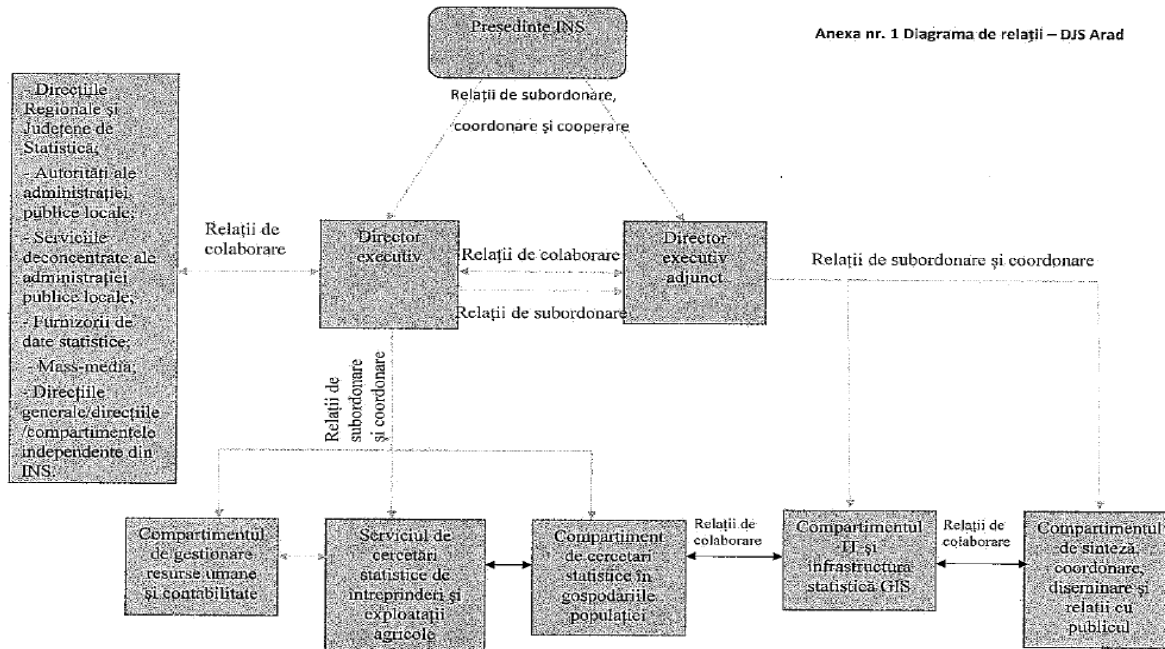 Președinte INS
Anexa nr. 1 Diagrama de relații – DJS Arad
Relații de subordonare,
coordonare și cooperare
- Direcțiile
Regionale și
Județene de
Statistică;
- Autorități ale
administrației
publice locale;
- Serviciile
deconcentrate ale
administrației
publice locale;
- Furnizorii de
date statistice;
- Mass-media;
- Direcțiile
generale/direcțiile
/compartimentele
independente din
INS.
Relații de
colaborare
Director
executiv
Relații de colaborare
Relații de subordonare
Director
executiv
adjunct
Relații de subordonare și coordonare
Relații de
subordonare
și coordonare
Compartimentul
de gestionare
resurse umane
și contabilitate
Serviciul de
cercetări
statistice de
întreprinderi și
exploatații
agricole
Compartiment
de cercetări
statistice în
gospodăriile
populației
Relații de
colaborare
Compartimentul
IT și
infrastructura
statistică GIS
Relații de
colaborare
Compartimentul
de sinteză,
coordonare,
diseminare și
relații cu
publicul